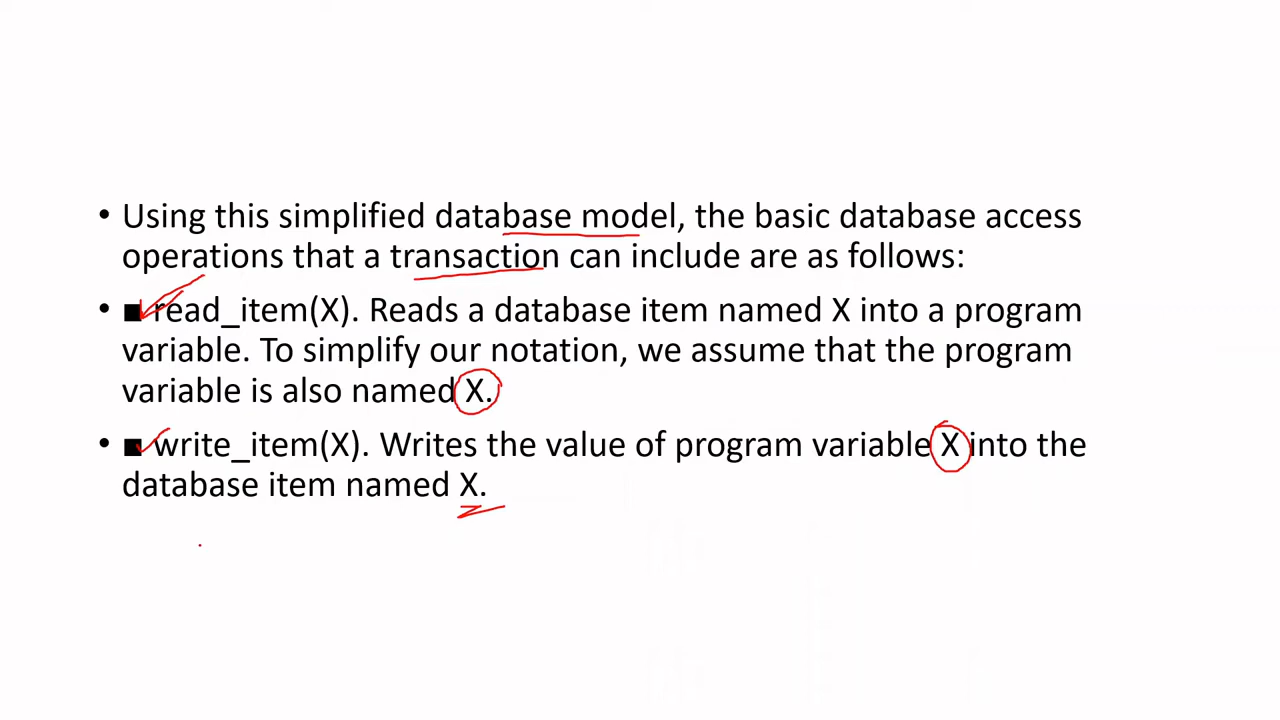 • Using this simplified database model, the basic database access
operations that a transaction can include are as follows:
• ■ read_item(X). Reads a database item named X into a program
variable. To simplify our notation, we assume that the program
variable is also named X.
• ■ write_item(X). Writes the value of program variable X into the
database item named X.